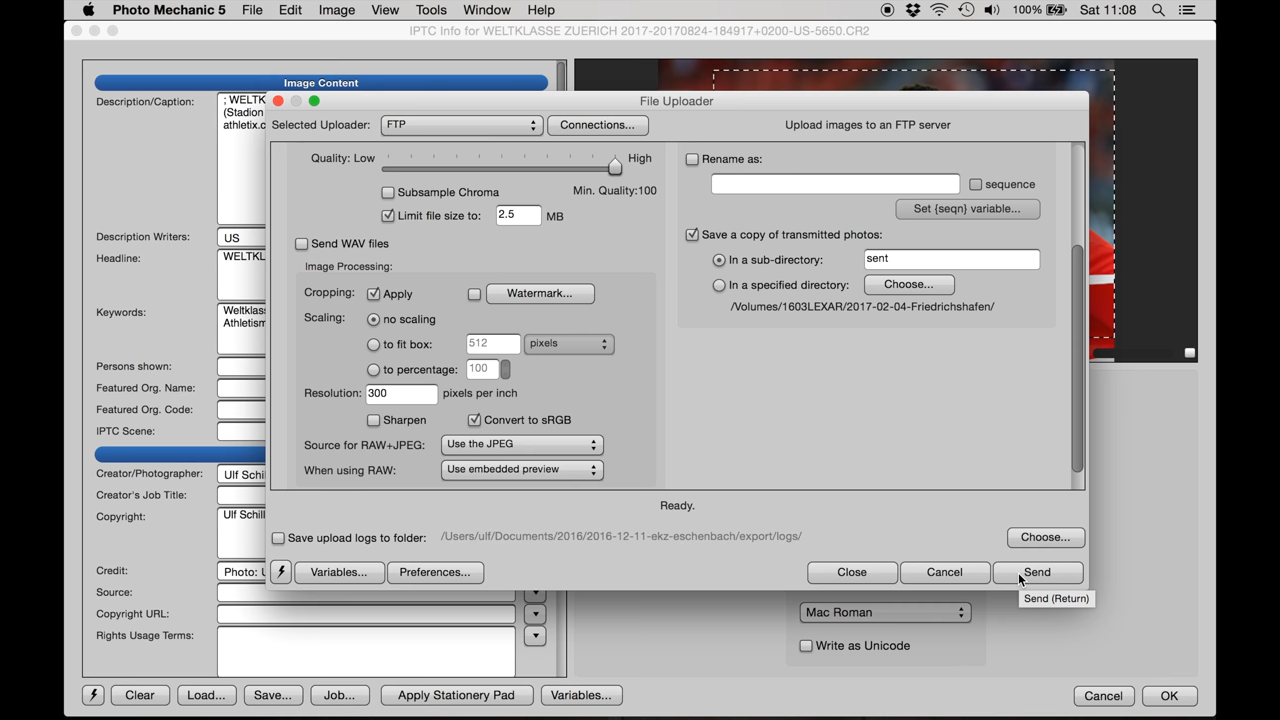 Photo Mechanic 5 File Edit Image View Tools Window Help 100% Sat 11:08
IPTC Info for WELTKLASSE ZUERICH 2017-20170824-184917+0200-US-5650.CR2
Image Content
Description/Caption: ; WELTK
(Stadion
athletix.c
Description Writers: US
Headline: WELTKL
Keywords: Weltklass
Athletism
Persons shown:
Featured Org. Name:
Featured Org. Code:
IPTC Scene:
Creator/Photographer: Ulf Schil
Creator's Job Title:
Copyright: Ulf Schill
Credit: Photo: U
Source:
Copyright URL:
Rights Usage Terms:
Clear Load... Save... Job... Apply Stationery Pad Variables... Cancel OK
File Uploader
Selected Uploader: FTP Connections... Upload images to an FTP server
Quality: Low High
Subsample Chroma Min. Quality:100
Limit file size to: 2.5 MB
Send WAV files
Image Processing:
Cropping: Apply Watermark...
Scaling: no scaling
to fit box: 512 pixels
to percentage: 100
Resolution: 300 pixels per inch
Sharpen Convert to sRGB
Source for RAW+JPEG: Use the JPEG
When using RAW: Use embedded preview
Rename as:
sequence
Set {seqn} variable...
Save a copy of transmitted photos:
In a sub-directory: sent
In a specified directory: Choose...
/Volumes/1603LEXAR/2017-02-04-Friedrichshafen/
Ready.
Save upload logs to folder: /Users/ulf/Documents/2016/2016-12-11-ekz-eschenbach/export/logs/ Choose...
Variables... Preferences... Close Cancel Send
Send (Return)
Mac Roman
Write as Unicode